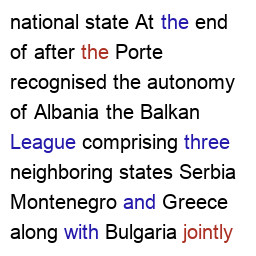 national state At the end
of after the Porte
recognised the autonomy
of Albania the Balkan
League comprising three
neighboring states Serbia
Montenegro and Greece
along with Bulgaria jointly